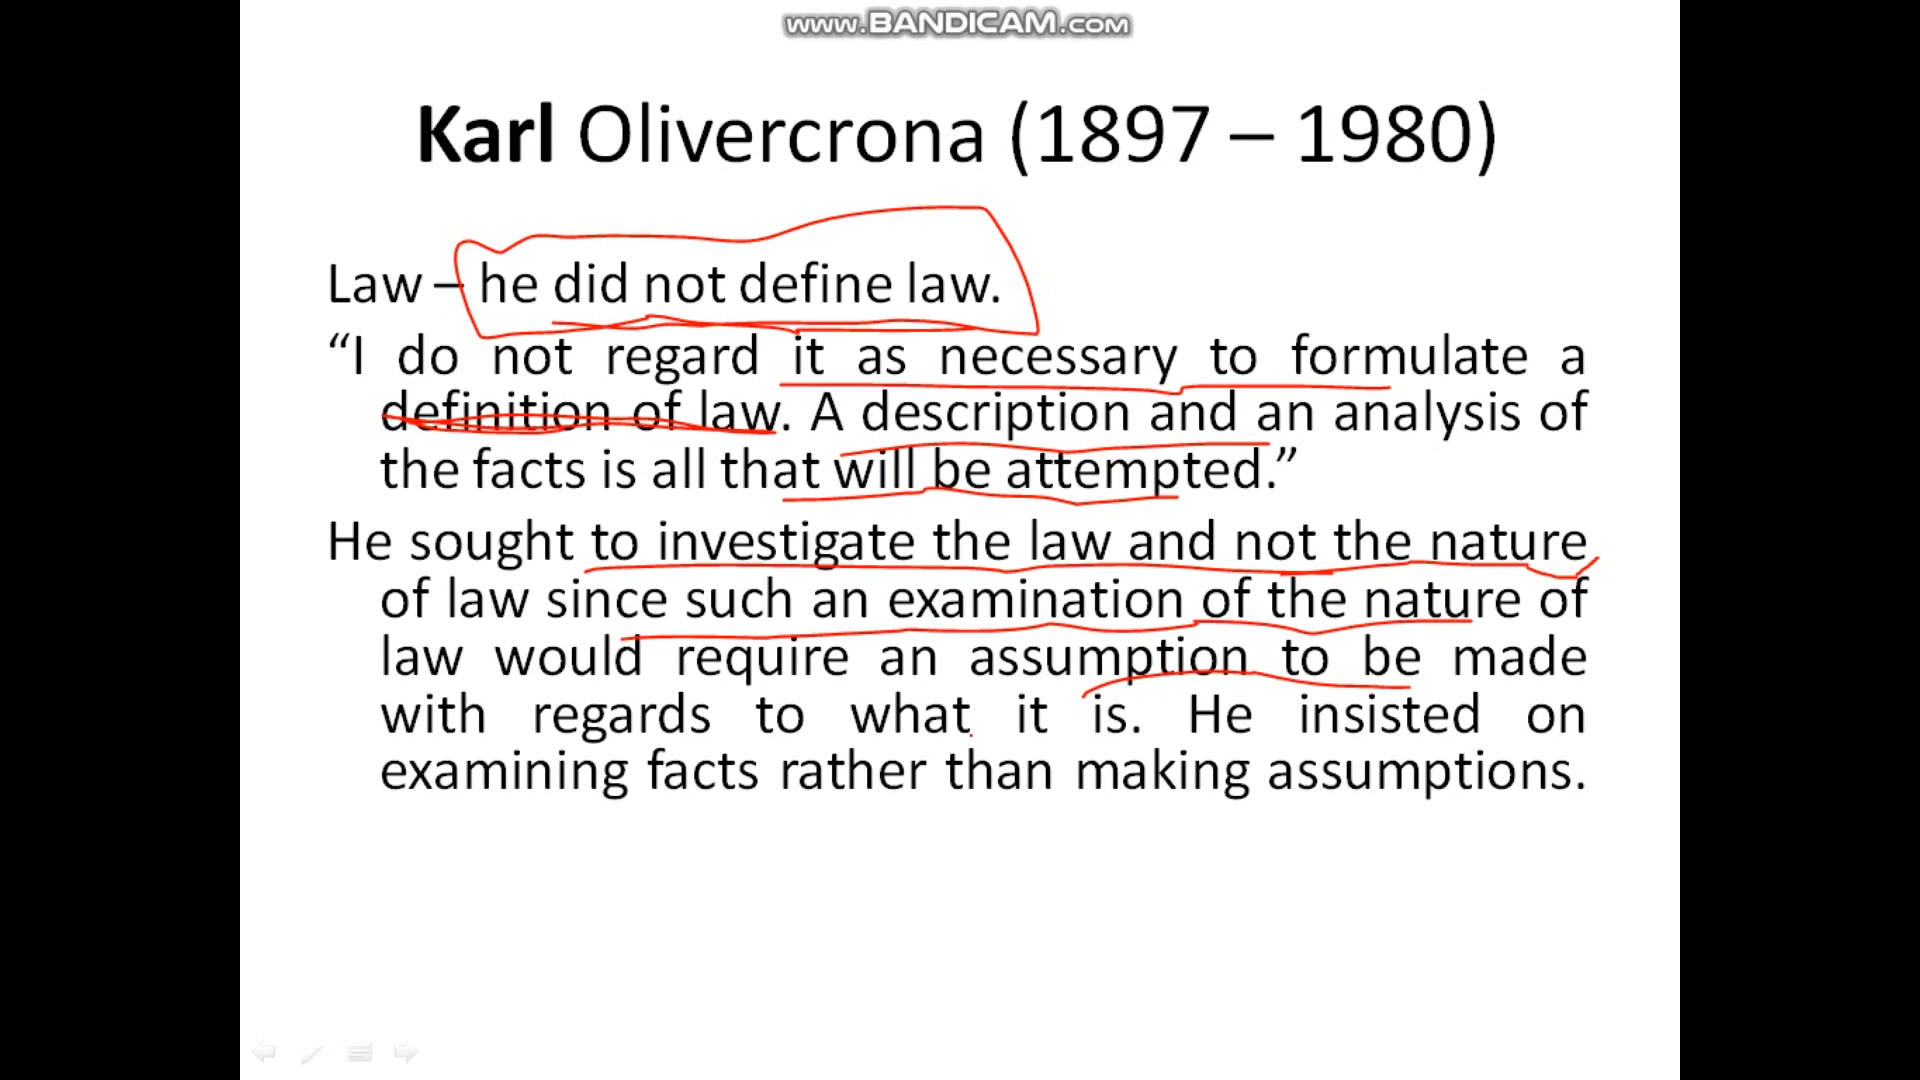 www.BANDICAM.com
Karl Olivercrona (1897 – 1980)
Law – he did not define law.
“I do not regard it as necessary to formulate a
definition of law. A description and an analysis of
the facts is all that will be attempted.”
He sought to investigate the law and not the nature
of law since such an examination of the nature of
law would require an assumption to be made
with regards to what it is. He insisted on
examining facts rather than making assumptions.